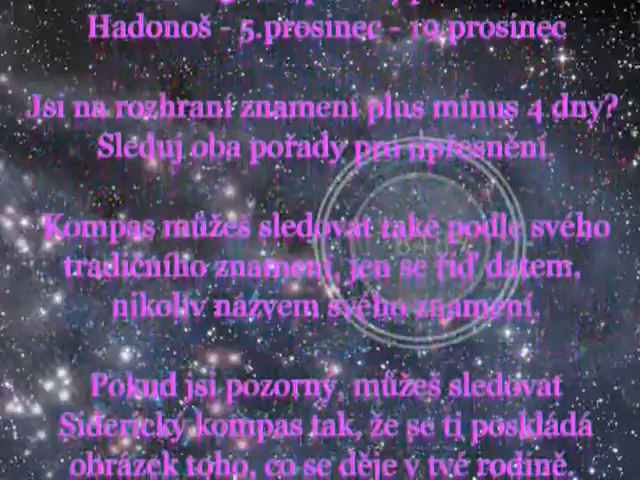 Hadonoš - 5.prosinec - 19.prosinec
Jsi na rozhraní znamení plus minus 4 dny?
Sleduj oba pořady pro upřesnění.
Kompas můžeš sledovat také podle svého
tradičního znamení, jen se řiď datem,
nikoliv názvem svého znamení.
Pokud jsi pozorný, můžeš sledovat
Siderický kompas tak, že se ti poskládá
obrázek toho, co se děje v tvé rodině.